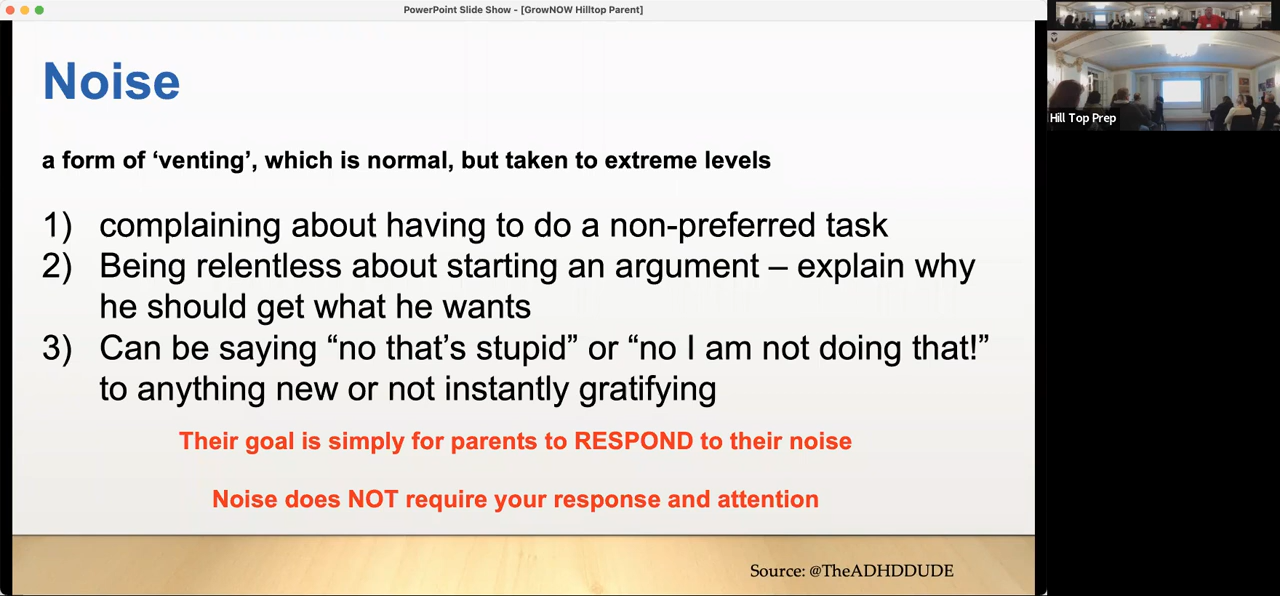 PowerPoint Slide Show - [GrowNOW Hilltop Parent]
Noise
a form of ‘venting’, which is normal, but taken to extreme levels
1) complaining about having to do a non-preferred task
2) Being relentless about starting an argument – explain why
he should get what he wants
3) Can be saying “no that’s stupid” or “no I am not doing that!”
to anything new or not instantly gratifying
Their goal is simply for parents to RESPOND to their noise
Noise does NOT require your response and attention
Source: @TheADHDDUDE
Hill Top Prep